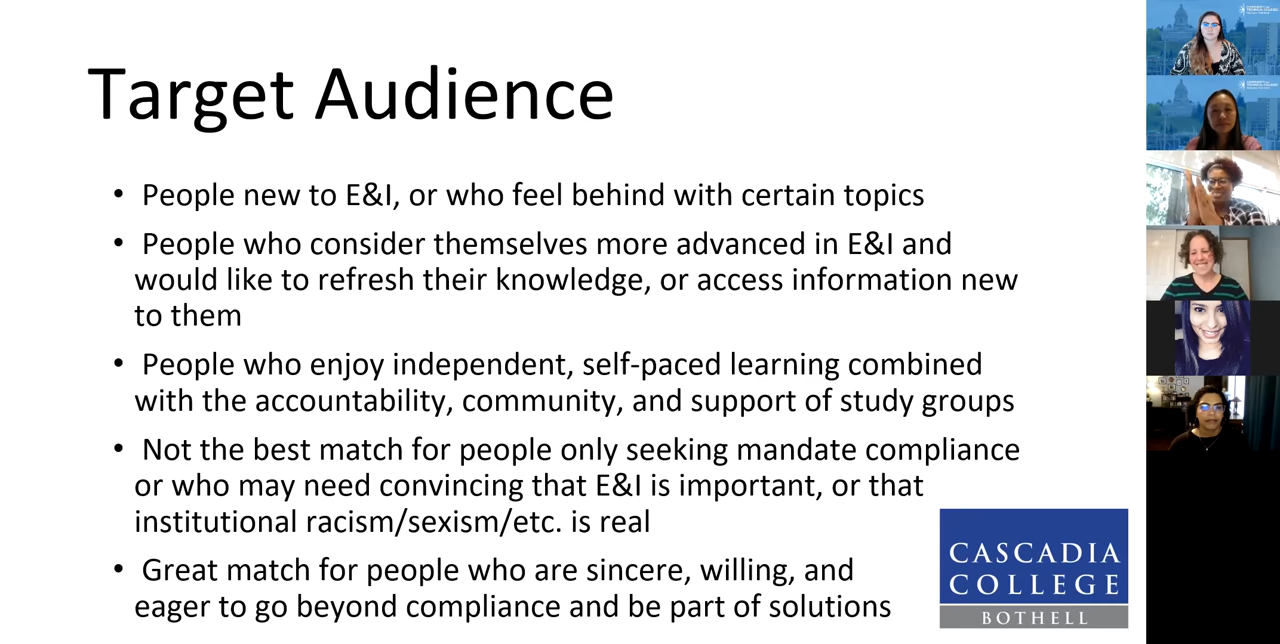 Target Audience
• People new to E&I, or who feel behind with certain topics
• People who consider themselves more advanced in E&I and
would like to refresh their knowledge, or access information new
to them
• People who enjoy independent, self-paced learning combined
with the accountability, community, and support of study groups
• Not the best match for people only seeking mandate compliance
or who may need convincing that E&I is important, or that
institutional racism/sexism/etc. is real
• Great match for people who are sincere, willing, and
eager to go beyond compliance and be part of solutions
CASCADIA
COLLEGE
BOTHELL